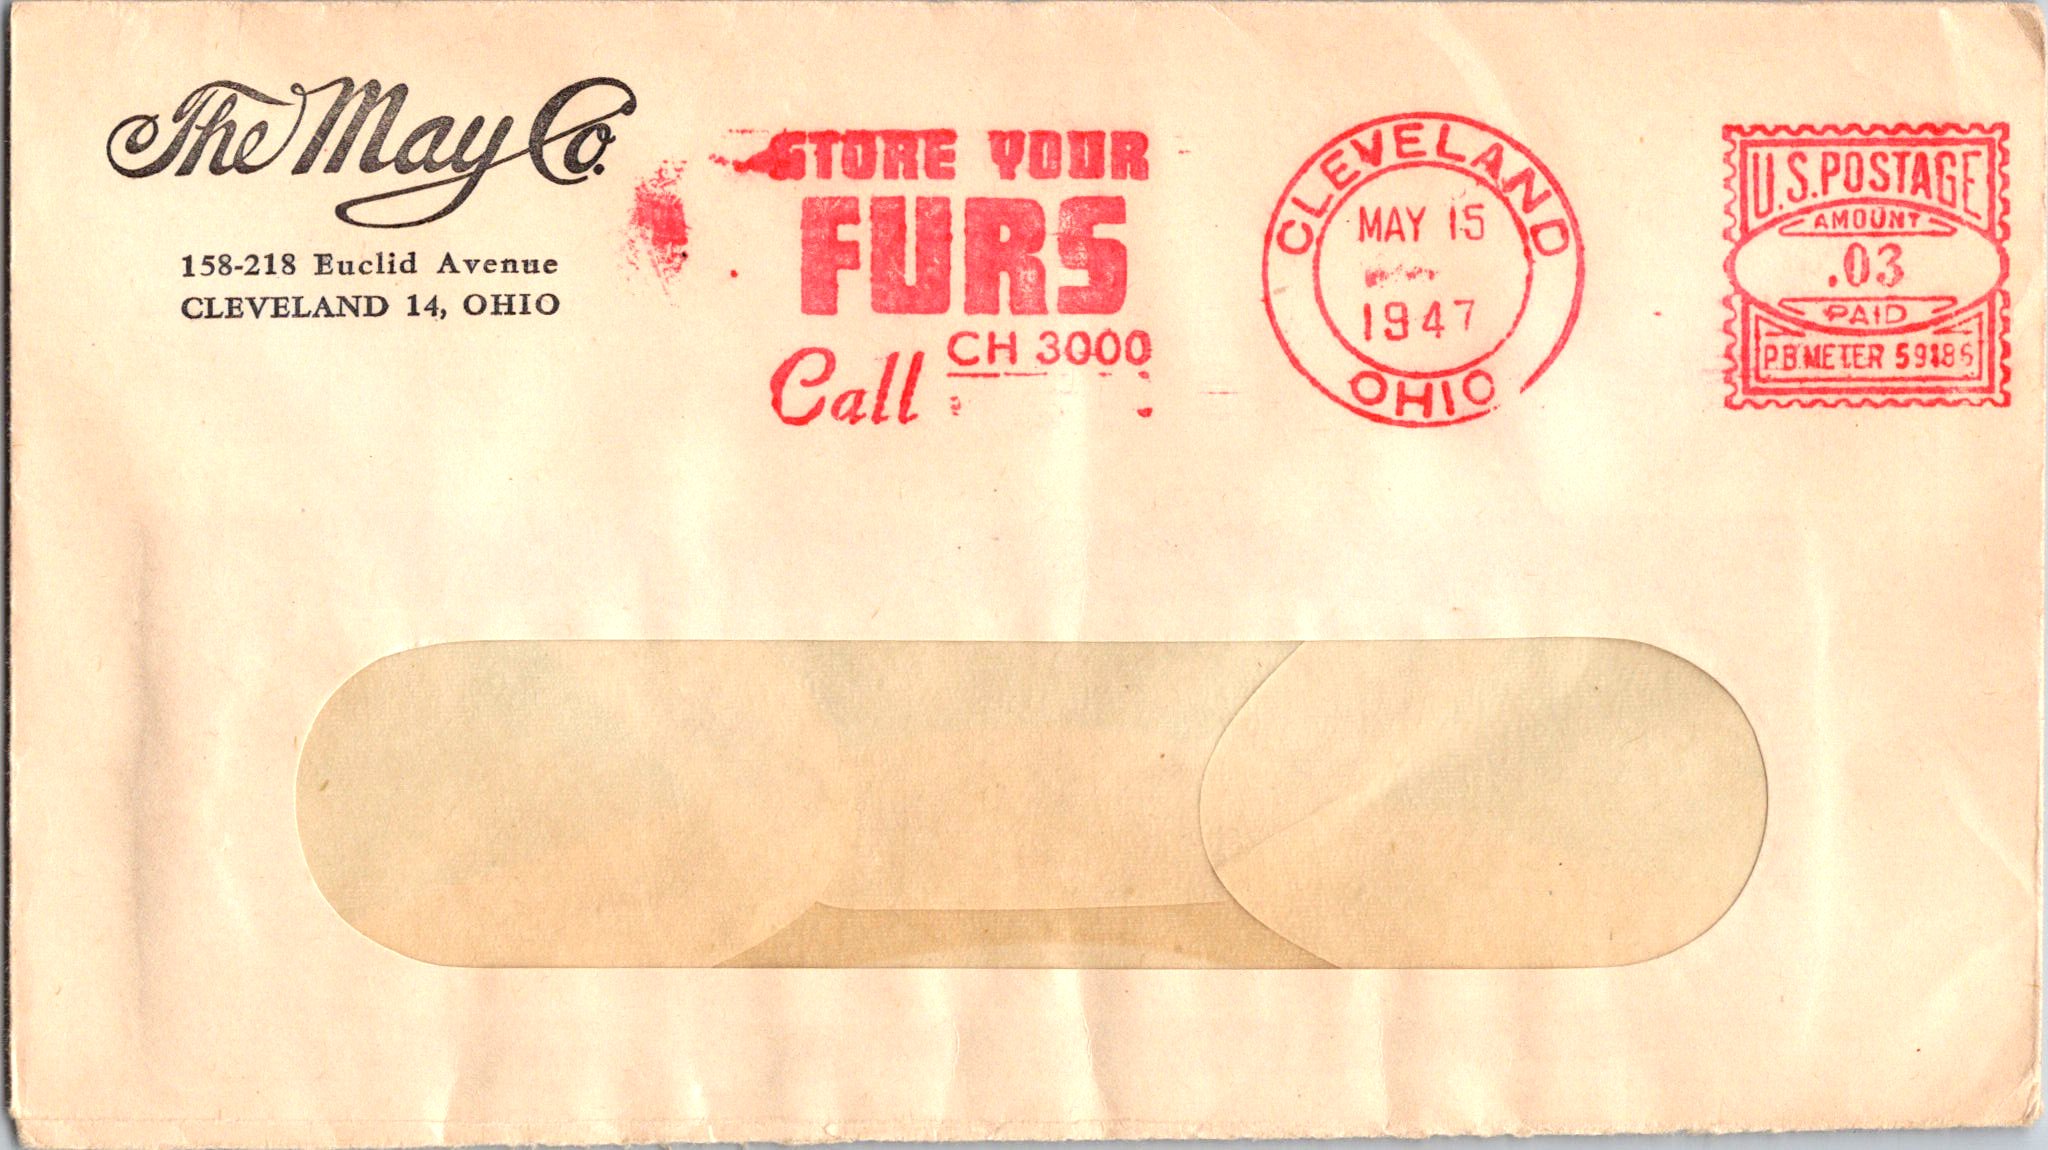 The May Co.
158-218 Euclid Avenue
CLEVELAND 14, OHIO
STORE YOUR
FURS
Call CH 3000
CLEVELAND
MAY 15
1947
OHIO
U.S. POSTAGE
AMOUNT
.03
PAID
P.B. METER 59186